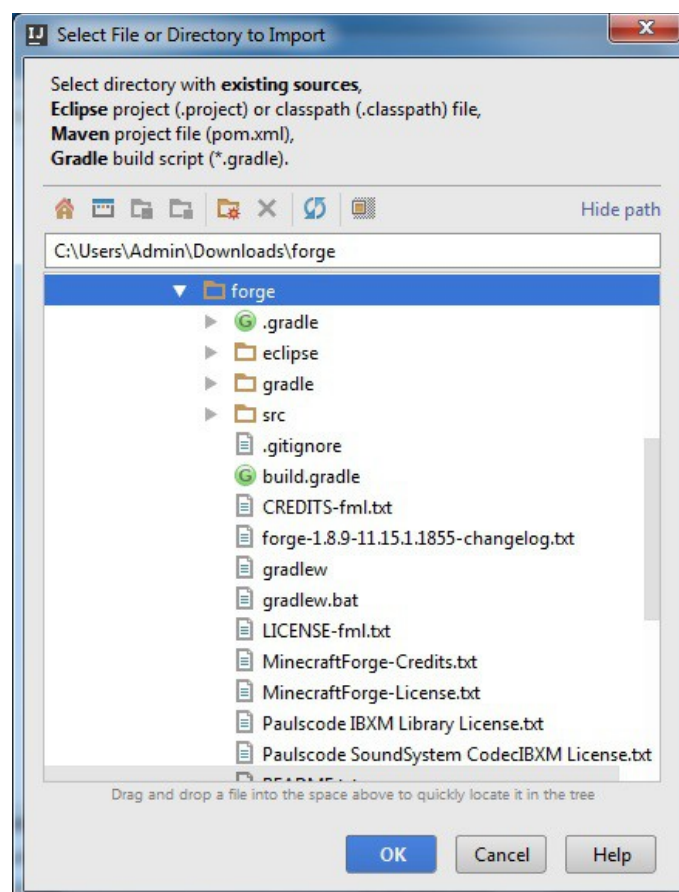 IJ Select File or Directory to Import
Select directory with existing sources,
Eclipse project (.project) or classpath (.classpath) file,
Maven project file (pom.xml),
Gradle build script (*.gradle).
Hide path
C:\Users\Admin\Downloads\forge
forge
G .gradle
eclipse
gradle
src
.gitignore
G build.gradle
CREDITS-fml.txt
forge-1.8.9-11.15.1.1855-changelog.txt
gradlew
gradlew.bat
LICENSE-fml.txt
MinecraftForge-Credits.txt
MinecraftForge-License.txt
Paulscode IBXM Library License.txt
Paulscode SoundSystem CodecIBXM License.txt
Drag and drop a file into the space above to quickly locate it in the tree
OK Cancel Help